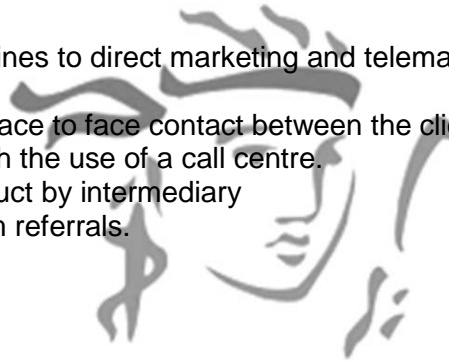 ines to direct marketing and telema
ace to face contact between the clie
h the use of a call centre.
uct by intermediary
n referrals.